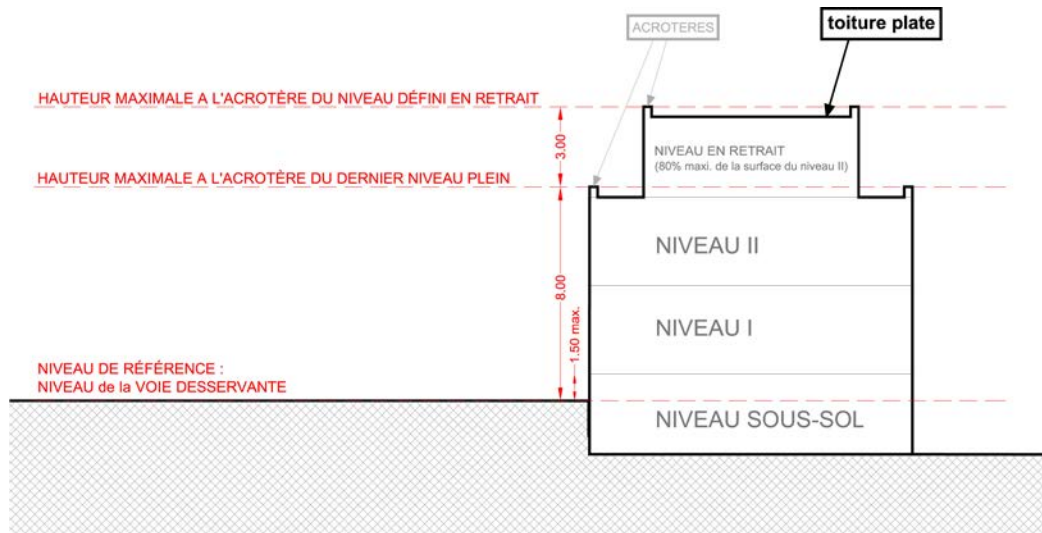 ACROTERES
toiture plate
HAUTEUR MAXIMALE A L'ACROTÈRE DU NIVEAU DÉFINI EN RETRAIT
3.00
NIVEAU EN RETRAIT
(80% maxi. de la surface du niveau II)
HAUTEUR MAXIMALE A L'ACROTÈRE DU DERNIER NIVEAU PLEIN
NIVEAU II
8.00
1.50 max.
NIVEAU I
NIVEAU DE RÉFÉRENCE :
NIVEAU de la VOIE DESSERVANTE
NIVEAU SOUS-SOL